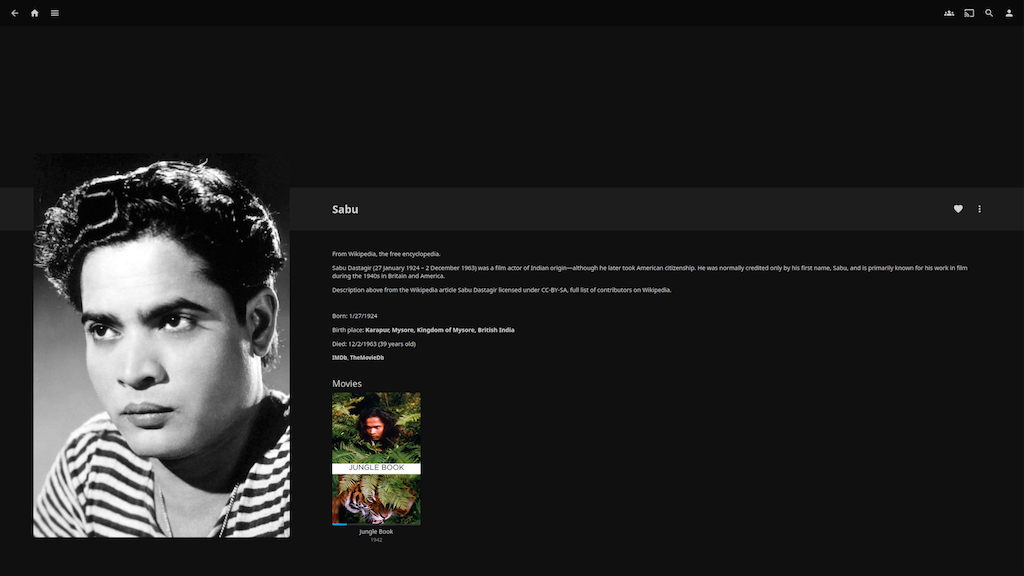 Sabu
From Wikipedia, the free encyclopedia.
Sabu Dastagir (27 January 1924 – 2 December 1963) was a film actor of Indian origin—although he later took American citizenship. He was normally credited only by his first name, Sabu, and is primarily known for his work in film
during the 1940s in Britain and America.
Description above from the Wikipedia article Sabu Dastagir licensed under CC-BY-SA, full list of contributors on Wikipedia.
Born: 1/27/1924
Birth place: Karapur, Mysore, Kingdom of Mysore, British India
Died: 12/2/1963 (39 years old)
IMDb, TheMovieDb
Movies
JUNGLE BOOK
Jungle Book
1942